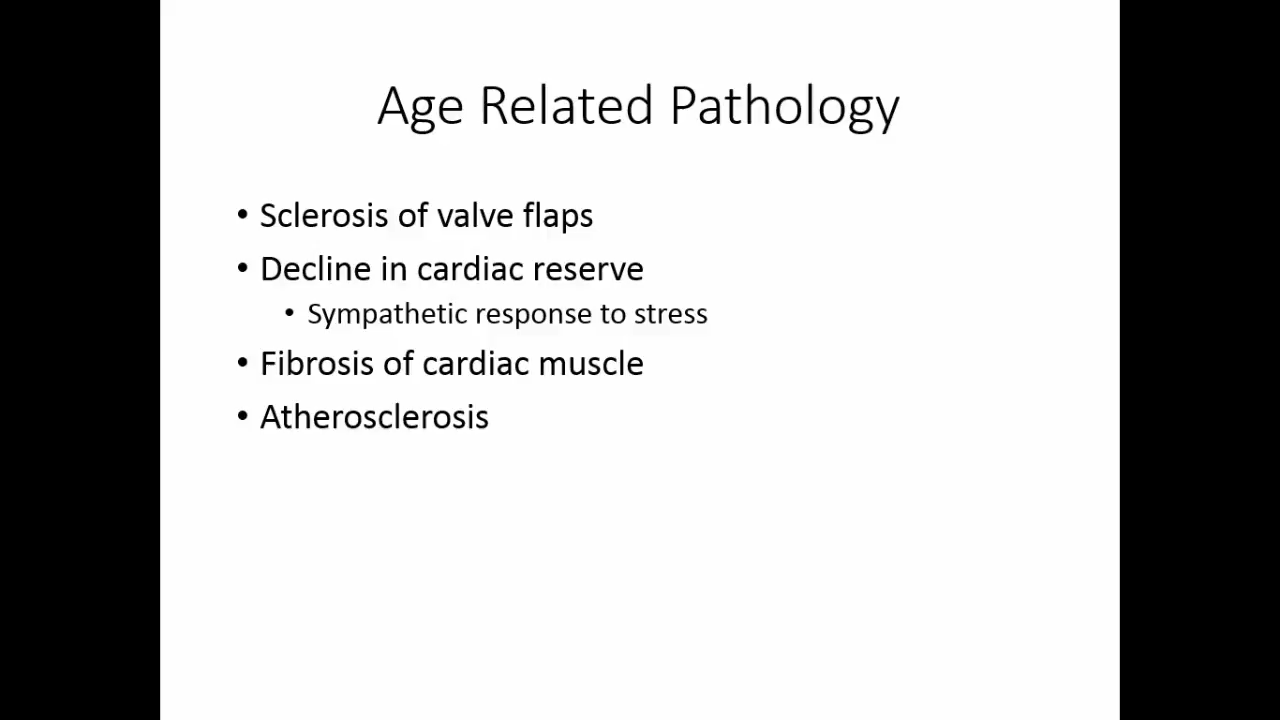 Age Related Pathology
• Sclerosis of valve flaps
• Decline in cardiac reserve
• Sympathetic response to stress
• Fibrosis of cardiac muscle
• Atherosclerosis